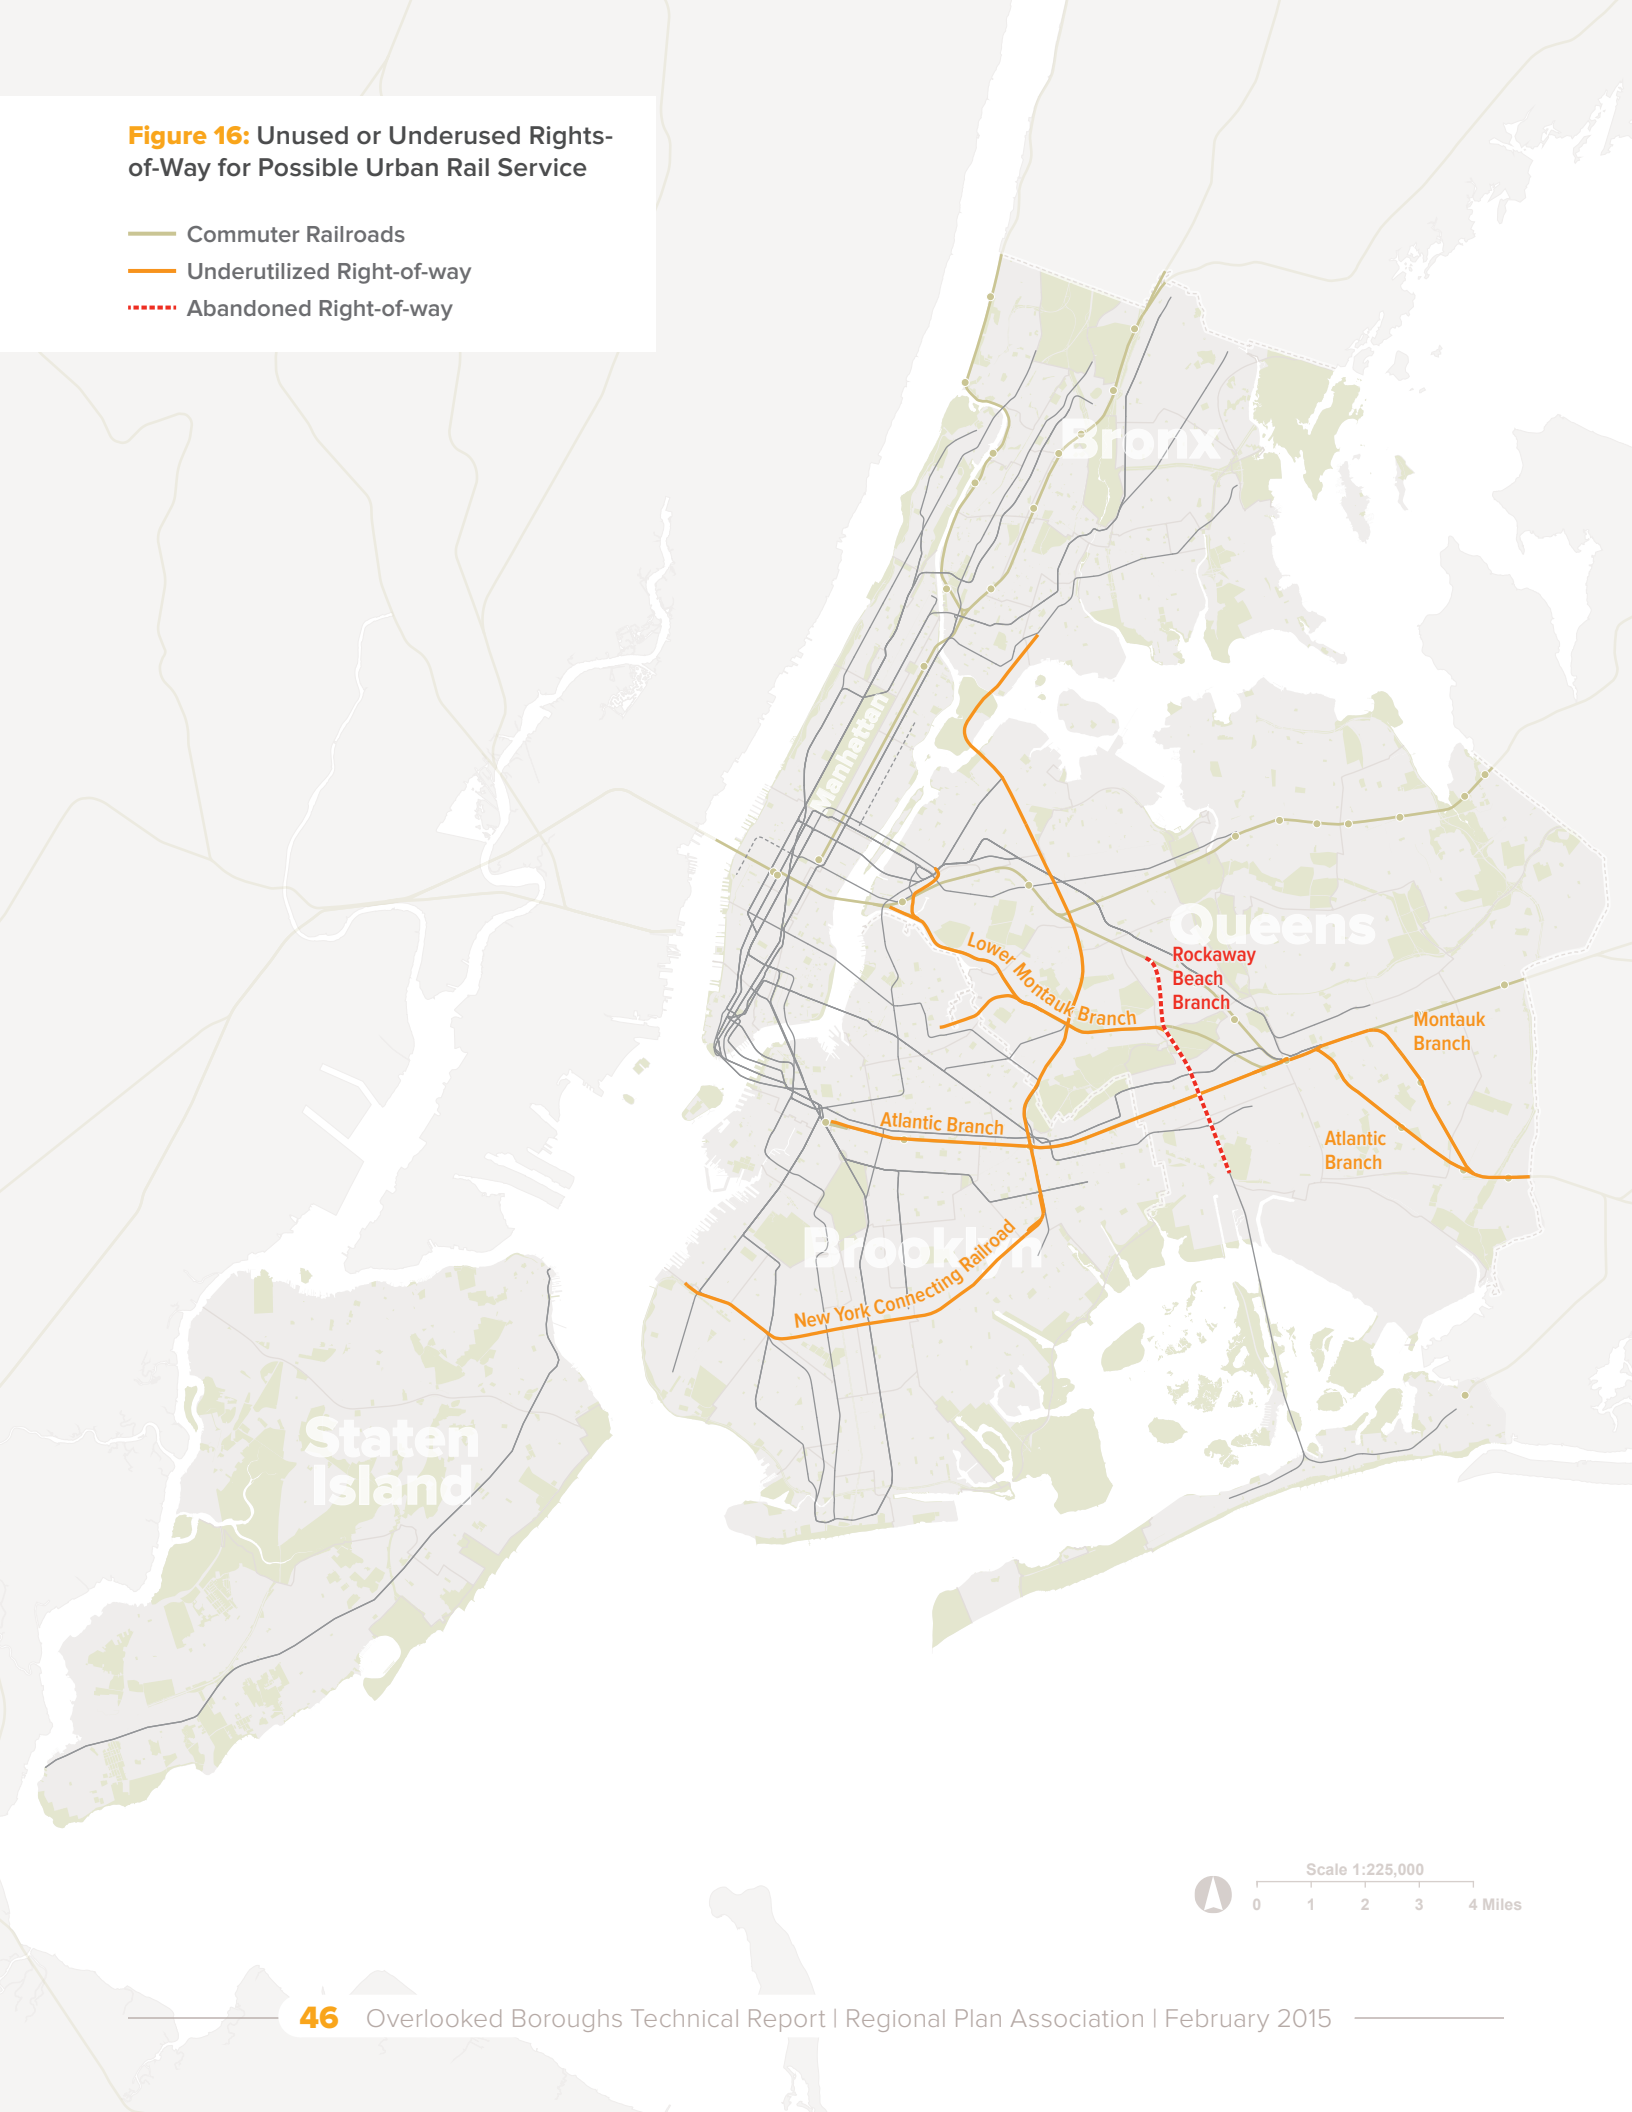 Figure 16: Unused or Underused Rights-
of-Way for Possible Urban Rail Service
Commuter Railroads
Underutilized Right-of-way
Abandoned Right-of-way
Bronx
Manhattan
Queens
Lower Montauk Branch
Rockaway
Beach
Branch
Montauk
Branch
Atlantic Branch
Atlantic
Branch
Brooklyn
New York Connecting Railroad
Staten
Island
Scale 1:225,000
0 1 2 3 4 Miles
46 Overlooked Boroughs Technical Report | Regional Plan Association | February 2015